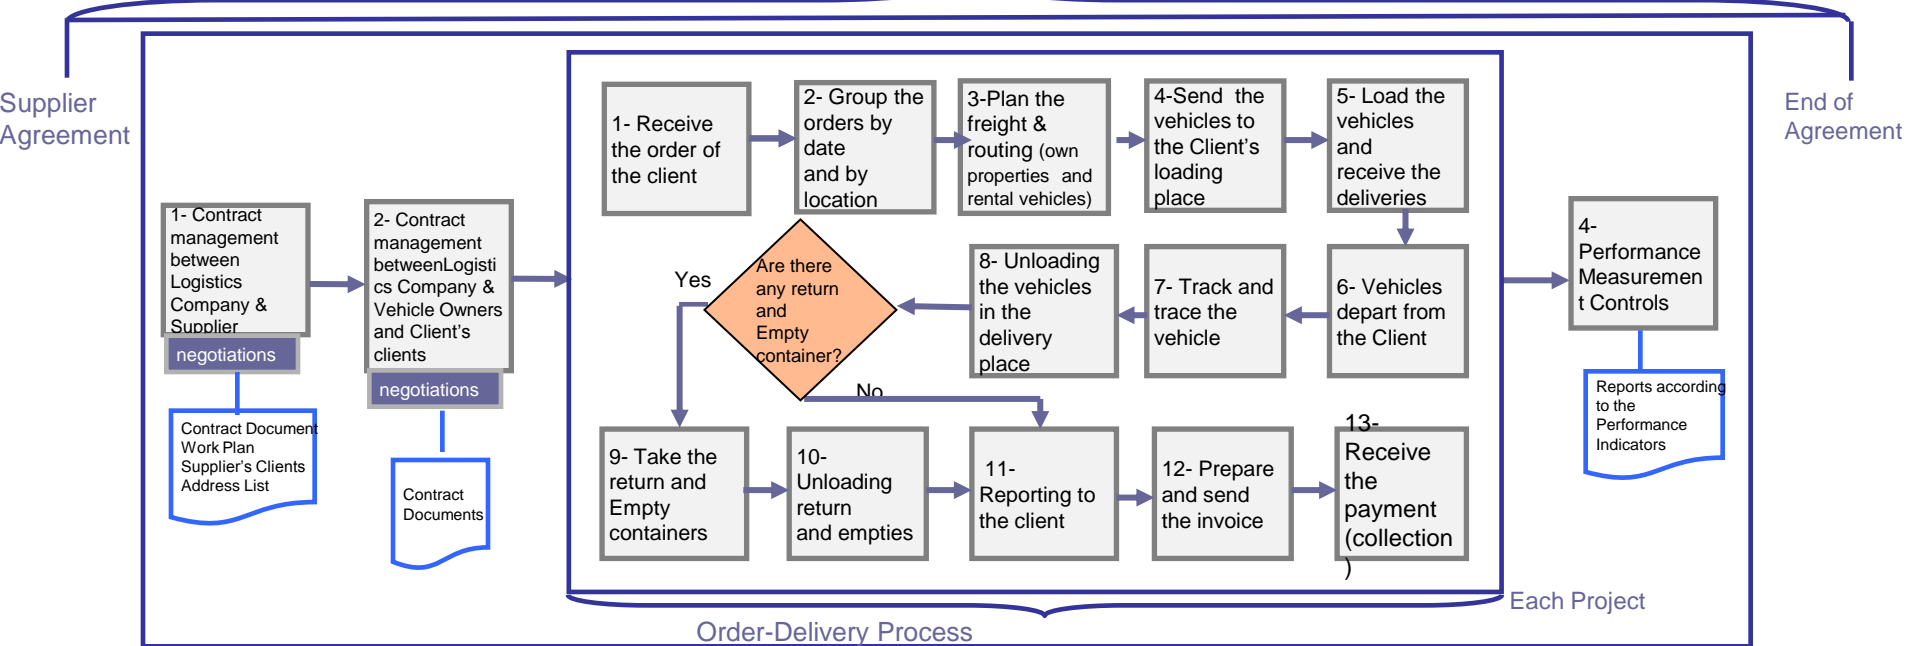 Supplier
Agreement
End of
Agreement
1- Contract
management
between
Logistics
Company &
Supplier
negotiations
Contract Document
Work Plan
Supplier's Clients
Address List
2- Contract
management
betweenLogisti
cs Company &
Vehicle Owners
and Client's
clients
negotiations
Contract
Documents
1- Receive
the order of
the client
2- Group the
orders by
date
and by
location
3-Plan the
freight &
routing (own
properties and
rental vehicles)
4-Send the
vehicles to
the Client's
loading
place
5- Load the
vehicles
and
receive the
deliveries
6- Vehicles
depart from
the Client
7- Track and
trace the
vehicle
8- Unloading
the vehicles
in the
delivery
place
Are there
any return
and
Empty
container?
Yes
No
9- Take the
return and
Empty
containers
10-
Unloading
return
and empties
11-
Reporting to
the client
12- Prepare
and send
the invoice
13-
Receive
the
payment
(collection
)
4-
Performance
Measuremen
t Controls
Reports according
to the
Performance
Indicators
Each Project
Order-Delivery Process